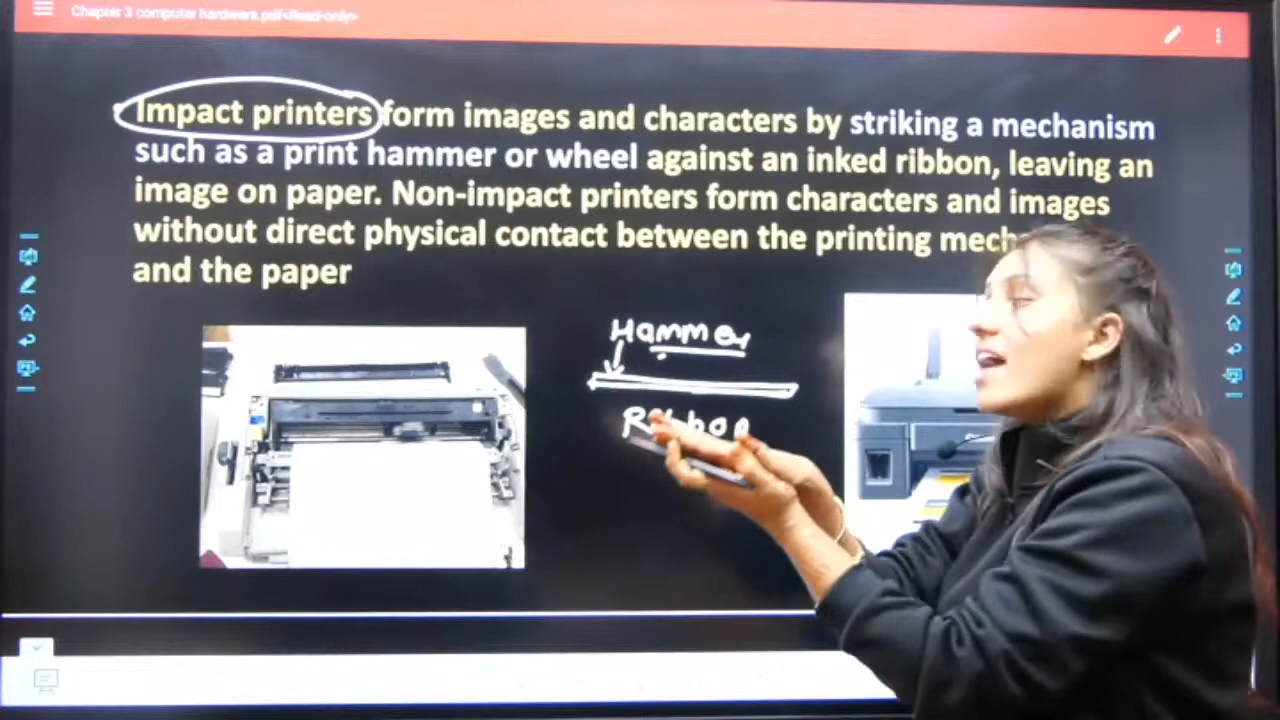 Chapter 3 computer hardware.pdf<Read-only>
Impact printers form images and characters by striking a mechanism
such as a print hammer or wheel against an inked ribbon, leaving an
image on paper. Non-impact printers form characters and images
without direct physical contact between the printing
and the paper
Hammer
Ribbon